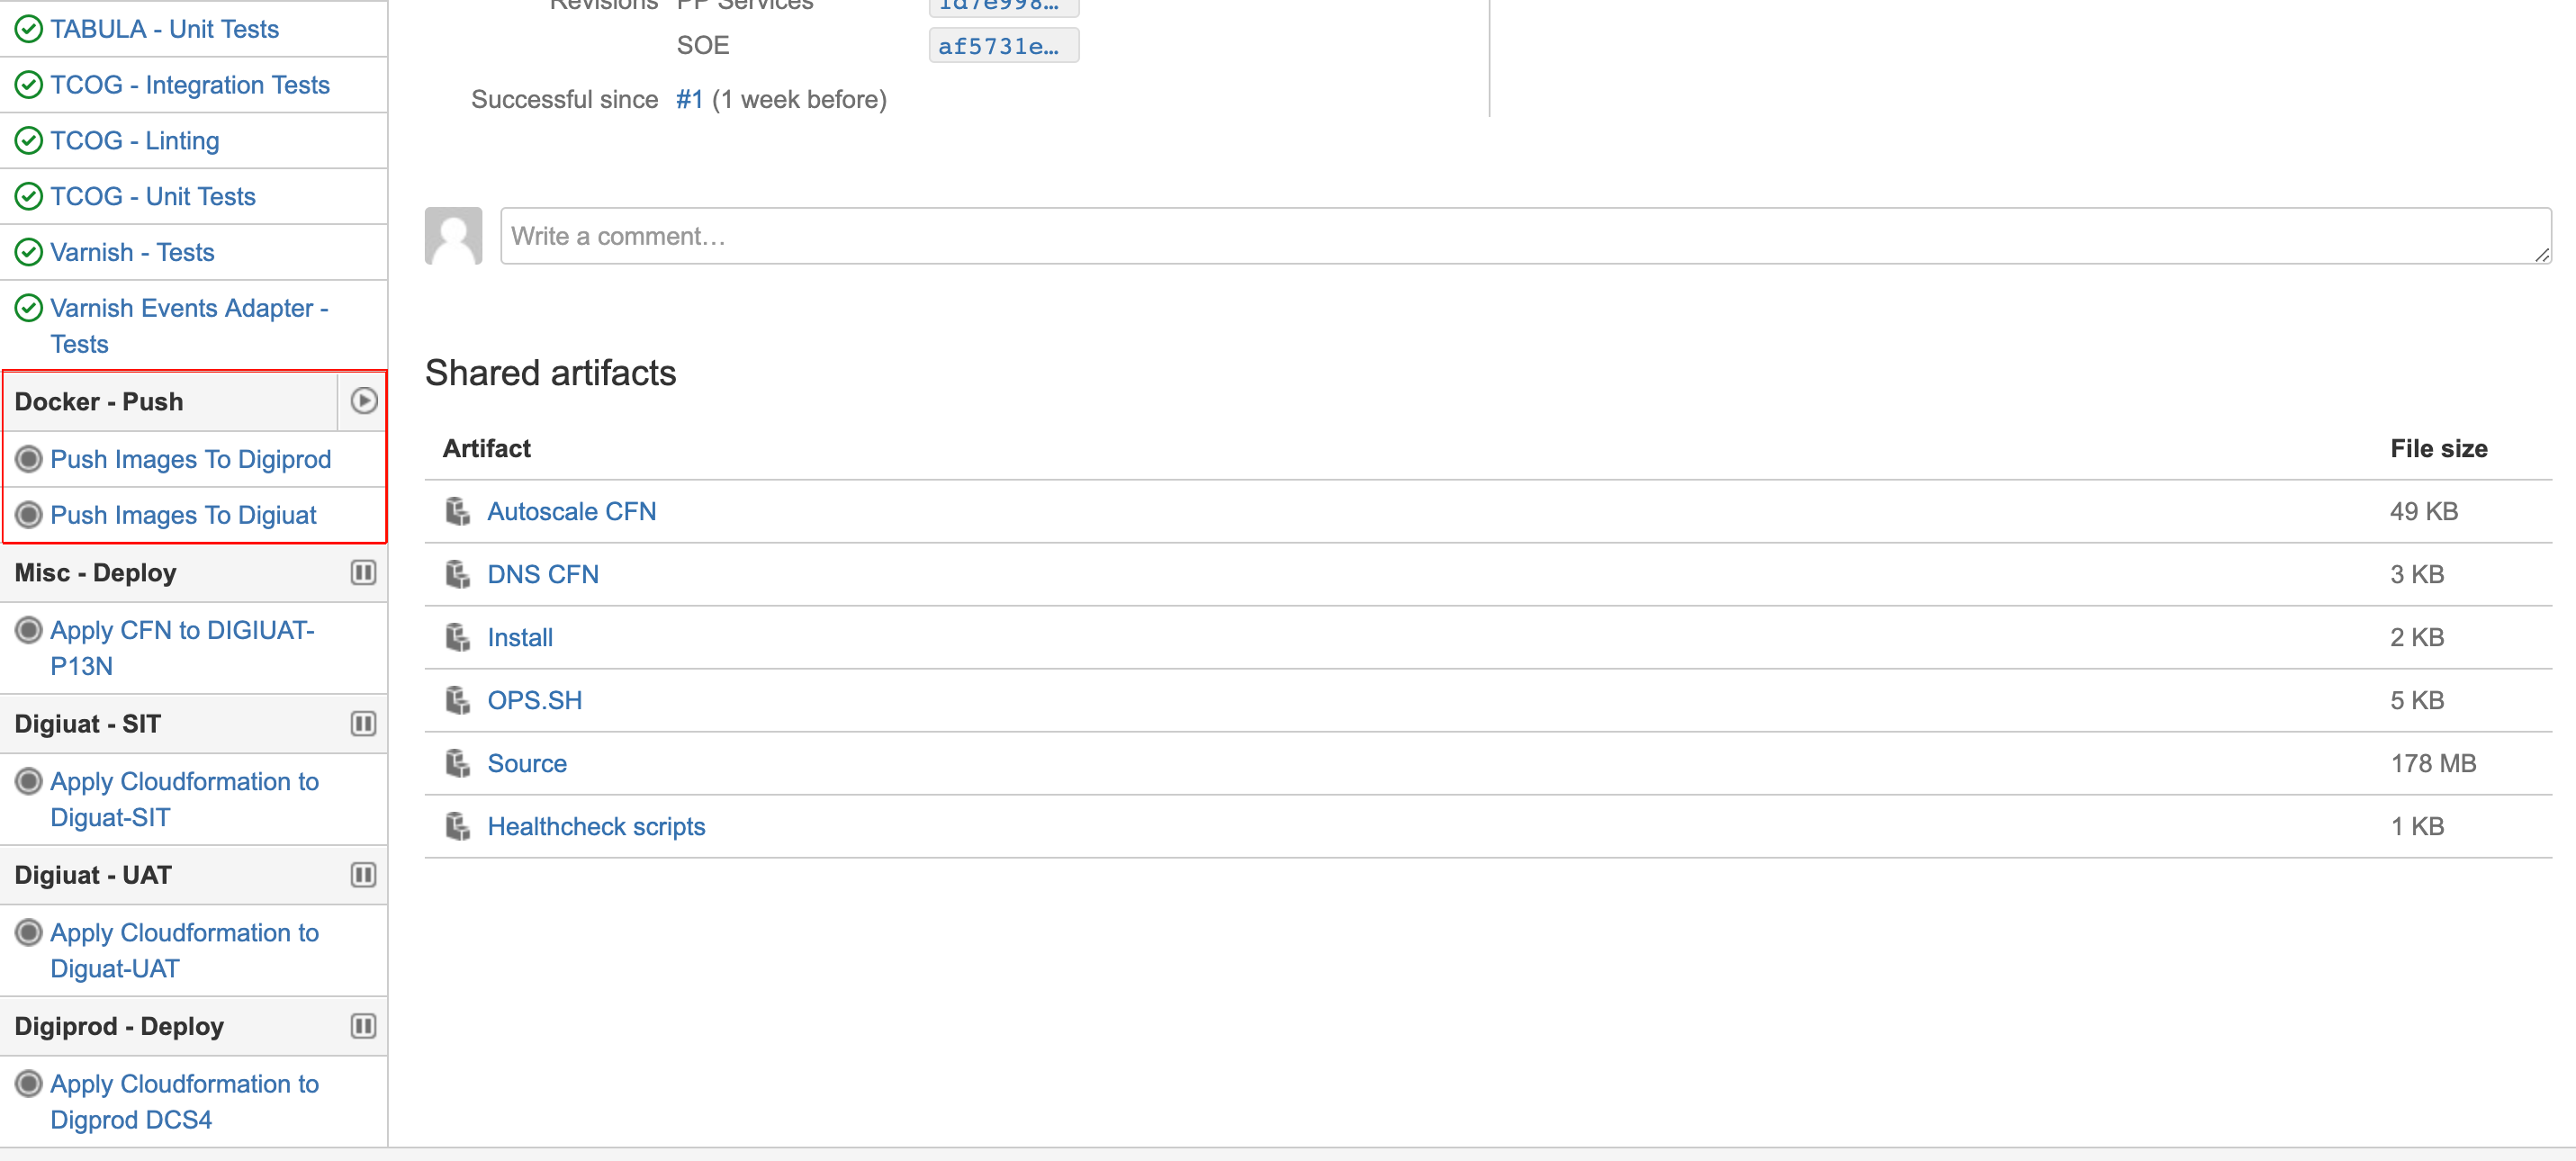 TABULA - Unit Tests
TCOG - Integration Tests
TCOG - Linting
TCOG - Unit Tests
Varnish - Tests
Varnish Events Adapter -
Tests
Docker - Push
Push Images To Digiprod
Push Images To Digiuat
Misc - Deploy
Apply CFN to DIGIUAT-
P13N
Digiuat - SIT
Apply Cloudformation to
Diguat-SIT
Digiuat - UAT
Apply Cloudformation to
Diguat-UAT
Digiprod - Deploy
Apply Cloudformation to
Digprod DCS4
Revisions PP Services 1d7e998...
SOE af5731e...
Successful since #1 (1 week before)
Write a comment...
Shared artifacts
Artifact File size
Autoscale CFN 49 KB
DNS CFN 3 KB
Install 2 KB
OPS.SH 5 KB
Source 178 MB
Healthcheck scripts 1 KB